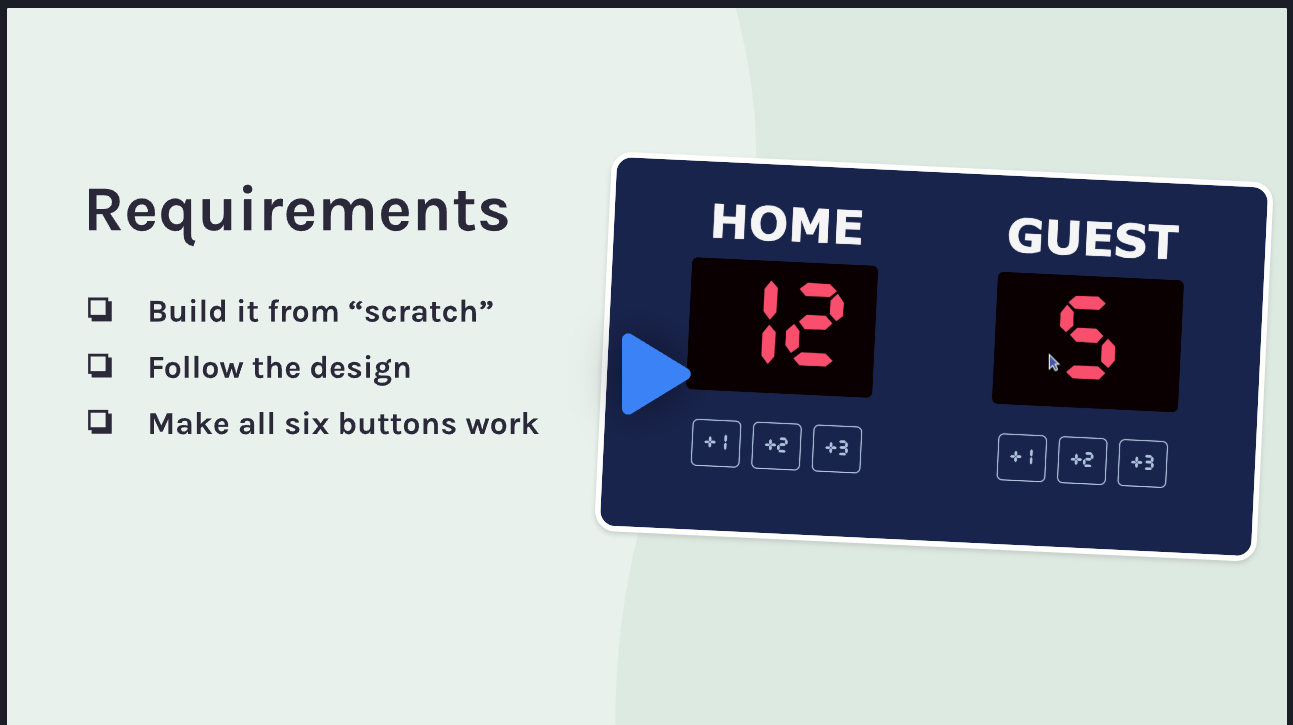 Requirements
Build it from “scratch”
Follow the design
Make all six buttons work
HOME
GUEST
12
5
+1 +2 +3
+1 +2 +3